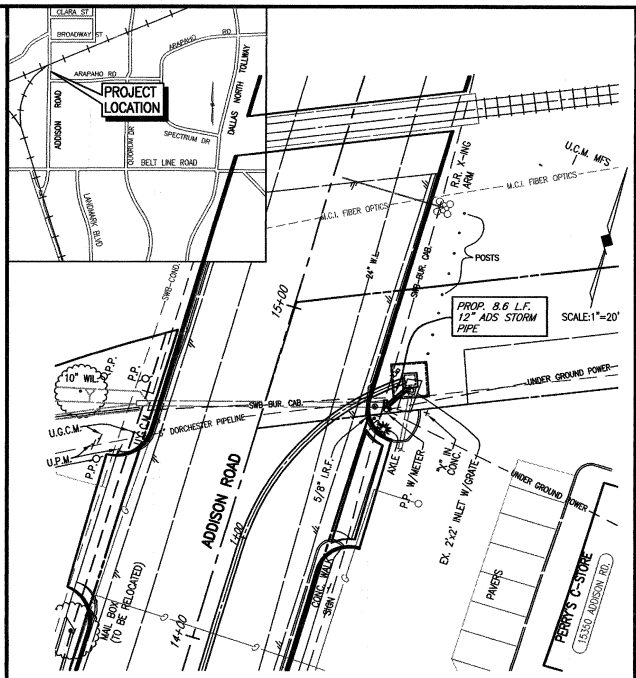 CLARA ST
BROADWAY ST
ARAPAHO
RD
ARAPAHO RD
PROJECT
LOCATION
ADDISON ROAD
QUORUM DR
SPECTRUM DR
DALLAS NORTH TOLLWAY
BELT LINE ROAD
LANDMARK BLVD
R.R. X-ING
ARM
U.C.M. MFS
M.C.I. FIBER OPTICS
M.C.I. FIBER OPTICS
POSTS
SWB-COND.
24" W.L.
SWB-BUR. CAB.
15+00
PROP. 8.6 L.F.
12" ADS STORM
PIPE
SCALE:1"=20'
10" WIL.
P.P.
P.P.
U.G.C.M.
SWB-BUR. CAB.
UNDER GROUND POWER
U.G.C.M.
DORCHESTER PIPELINE
U.P.M.
P.P.
ADDISON ROAD
5/8" I.R.F.
AXLE
P.P. W/METER
"X" IN
CONC.
EX. 2'x2' INLET W/GRATE
UNDER GROUND POWER
1+00
MAIL BOX
(TO BE RELOCATED)
14+00
CONC. WALK
SIGN
PAVERS
PERRY'S C-STORE
15350 ADDISON RD.